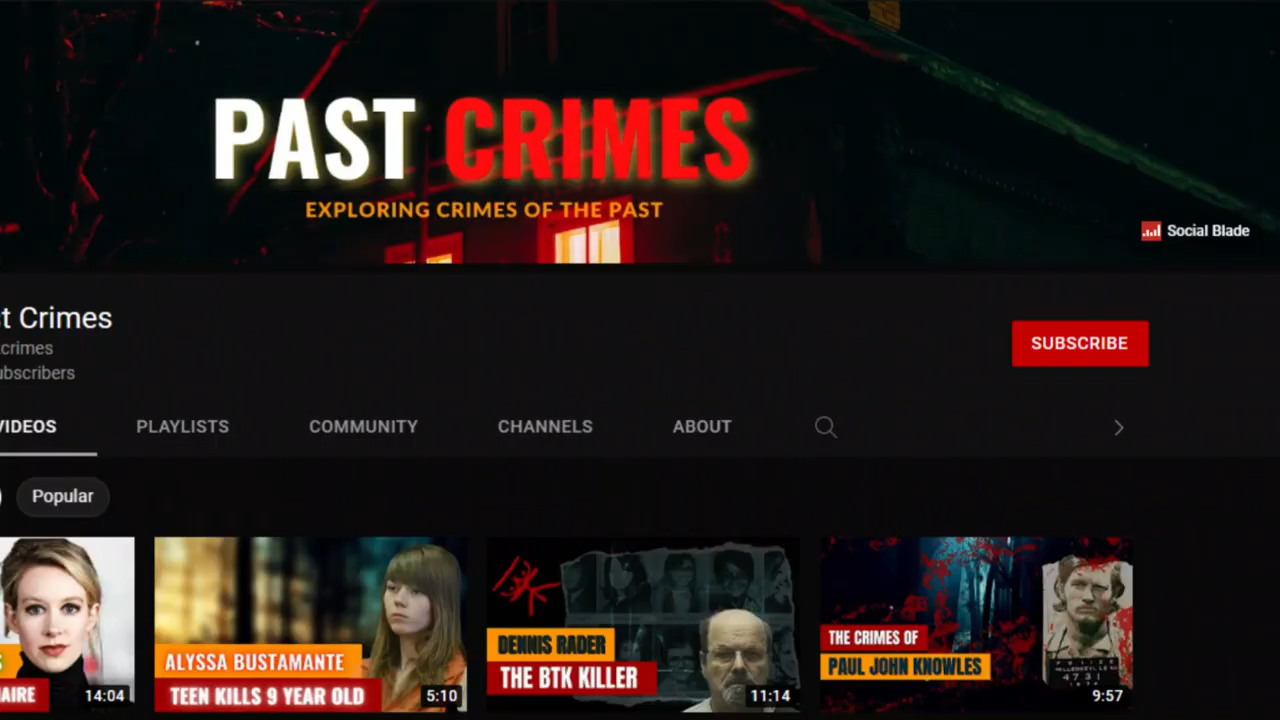 PAST CRIMES
EXPLORING CRIMES OF THE PAST
Social Blade
t Crimes
crimes
ubscribers
SUBSCRIBE
VIDEOS PLAYLISTS COMMUNITY CHANNELS ABOUT
Popular
AIRE
14:04
ALYSSA BUSTAMANTE
TEEN KILLS 9 YEAR OLD
5:10
DENNIS RADER
THE BTK KILLER
11:14
THE CRIMES OF
PAUL JOHN KNOWLES
9:57